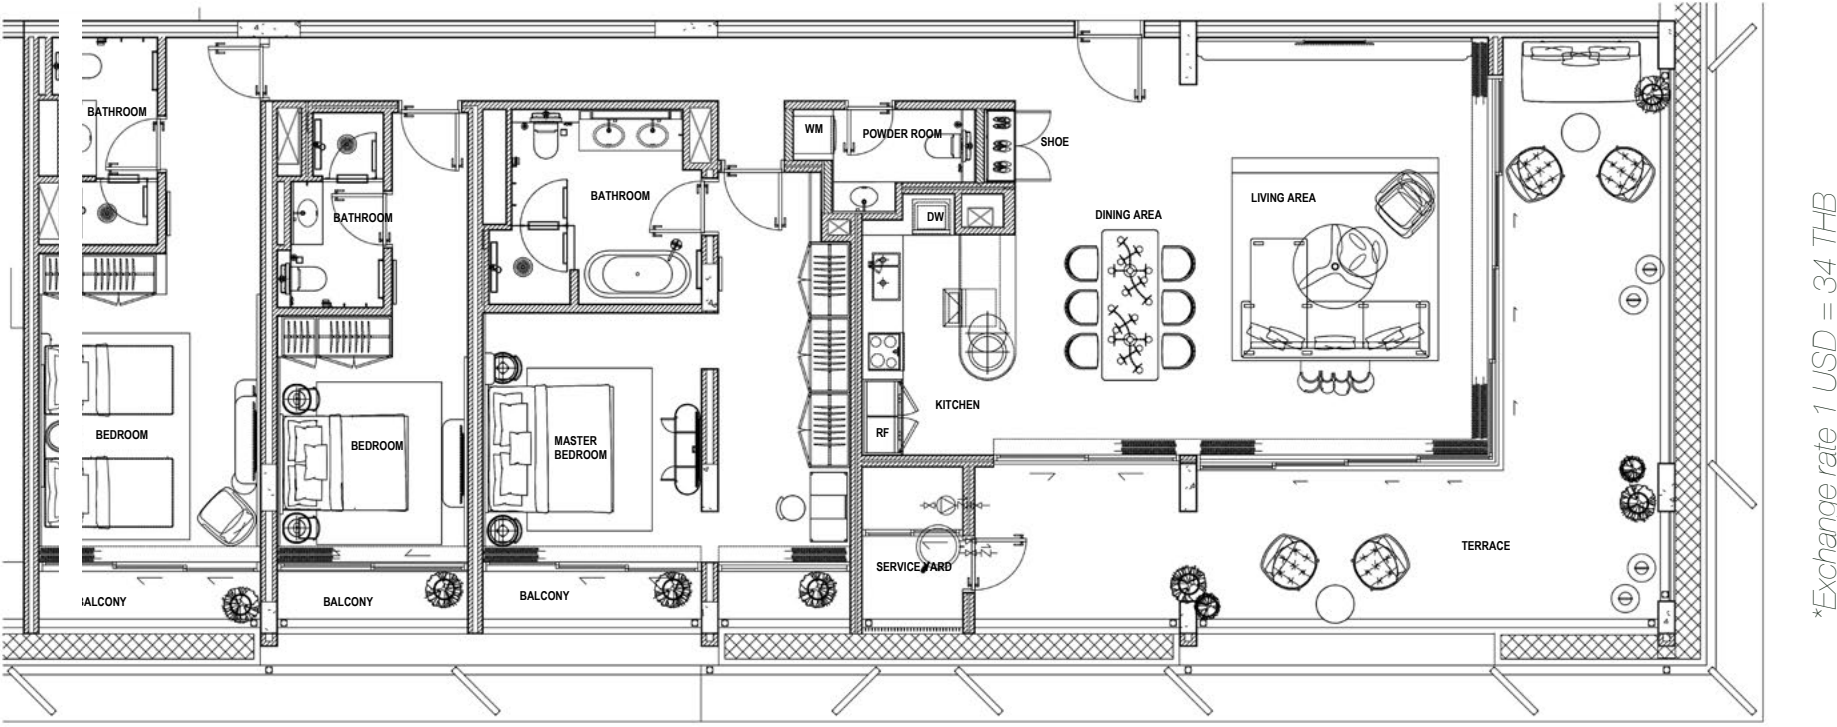 BATHROOM
WM
POWDER ROOM
SHOE
BATHROOM
LIVING AREA
BATHROOM
DINING AREA
DW
KITCHEN
BEDROOM
RF
BEDROOM
MASTER
BEDROOM
TERRACE
SERVICE YARD
BALCONY
BALCONY
BALCONY
*Exchange rate 1 USD = 34 THB